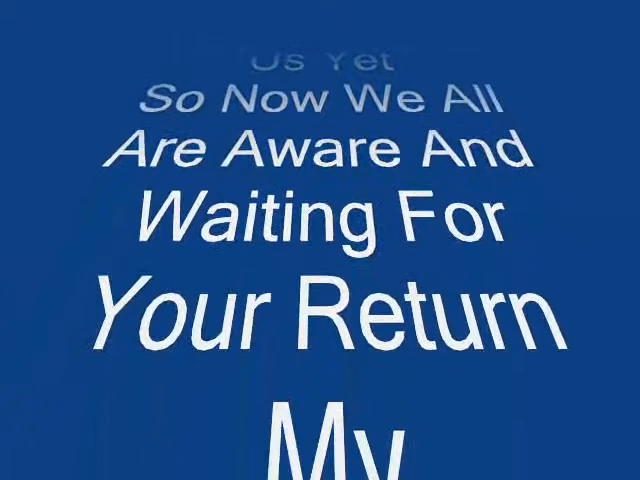 Us Yet
So Now We All
Are Aware And
Waiting For
Your Return
My